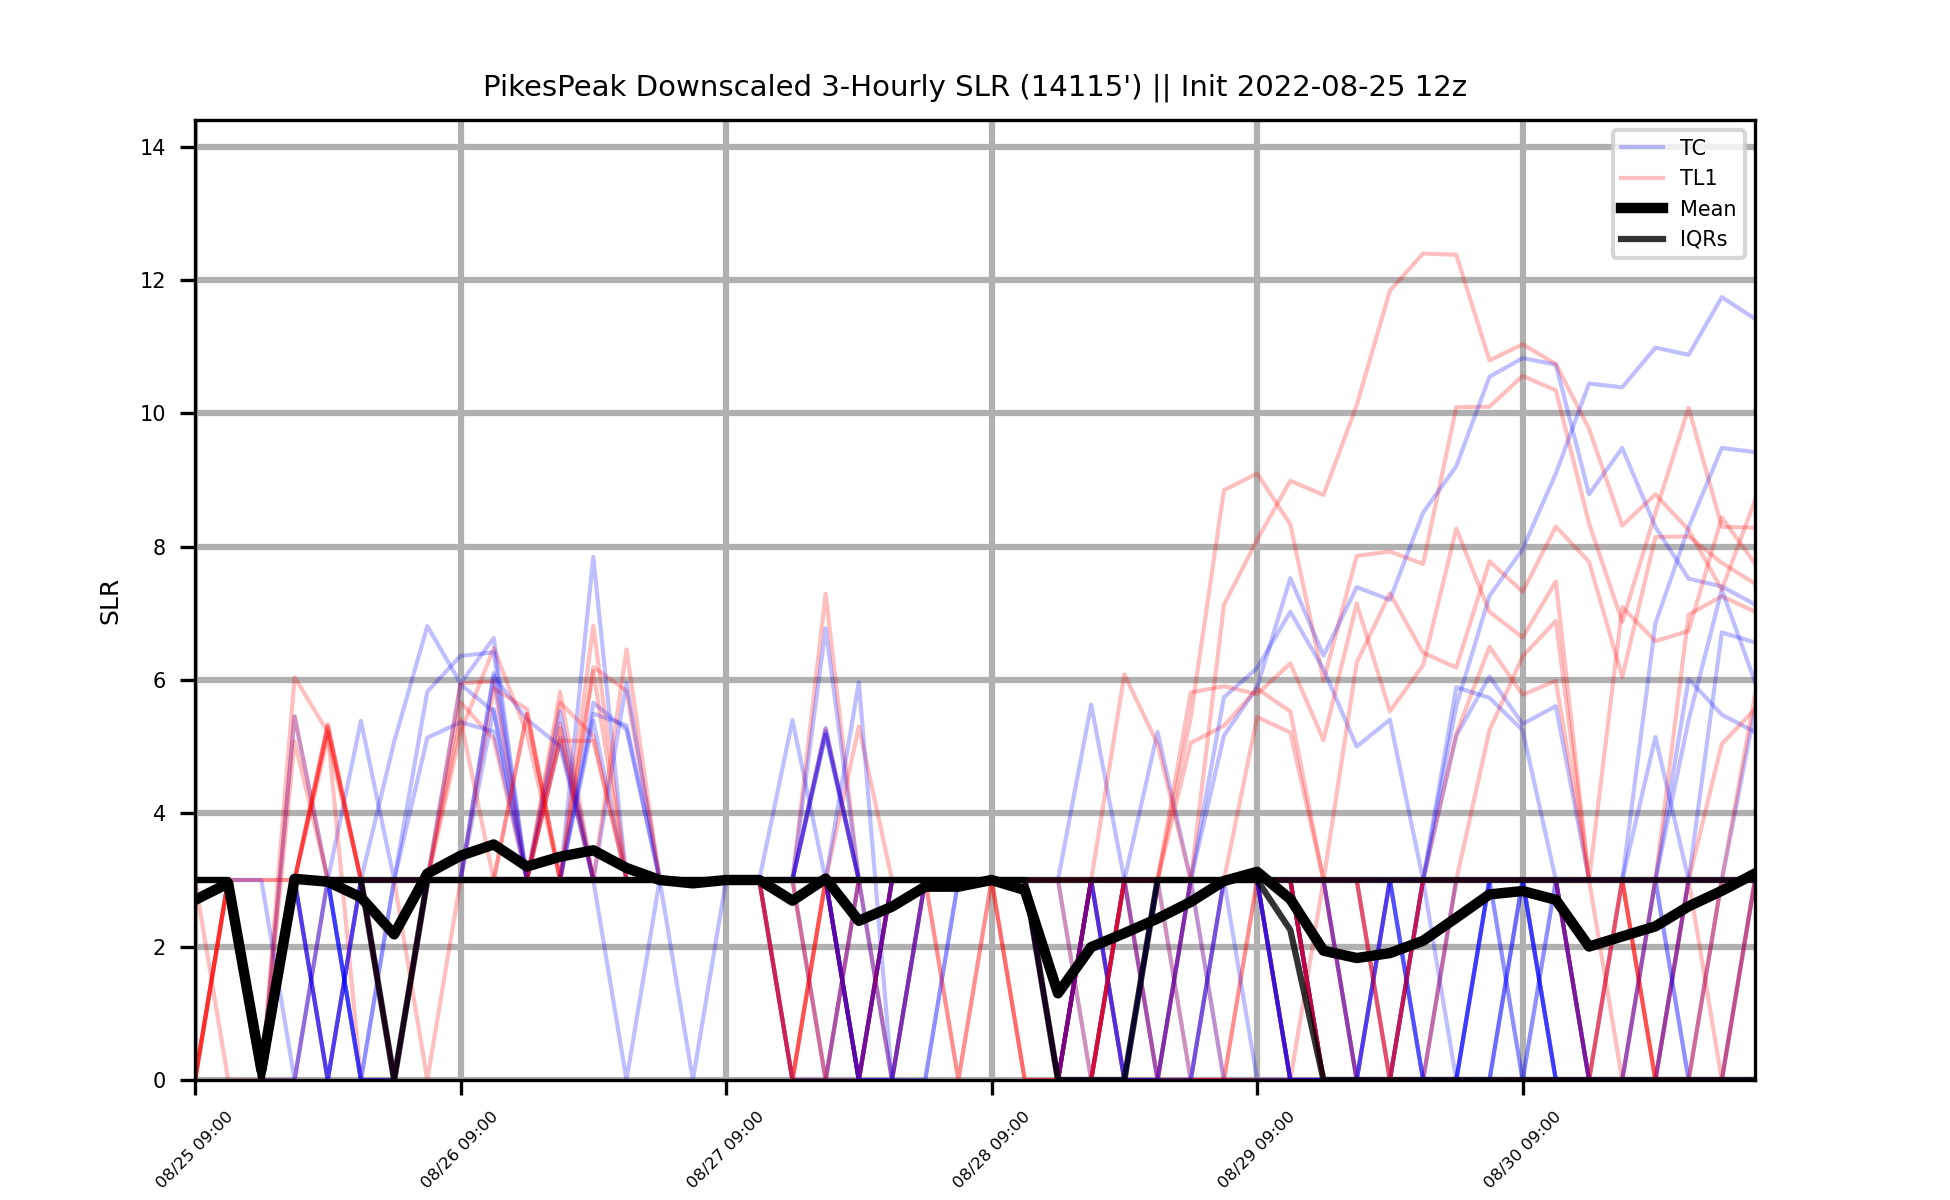 PikesPeak Downscaled 3-Hourly SLR (14115') || Init 2022-08-25 12z
TC
TL1
Mean
IQRs
SLR
14
12
10
8
6
4
2
0
08/25 09:00
08/26 09:00
08/27 09:00
08/28 09:00
08/29 09:00
08/30 09:00